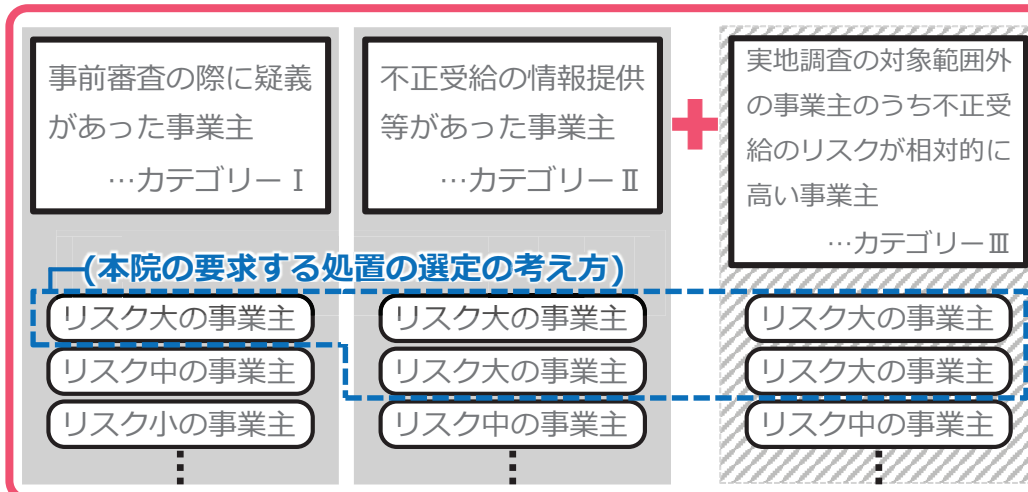 事前審査の際に疑義
があった事業主
…カテゴリーⅠ
不正受給の情報提供
等があった事業主
…カテゴリーⅡ
実地調査の対象範囲外
の事業主のうち不正受
給のリスクが相対的に
高い事業主
…カテゴリーⅢ
(本院の要求する処置の選定の考え方)
リスク大の事業主
リスク中の事業主
リスク小の事業主
リスク大の事業主
リスク大の事業主
リスク中の事業主
リスク大の事業主
リスク大の事業主
リスク中の事業主